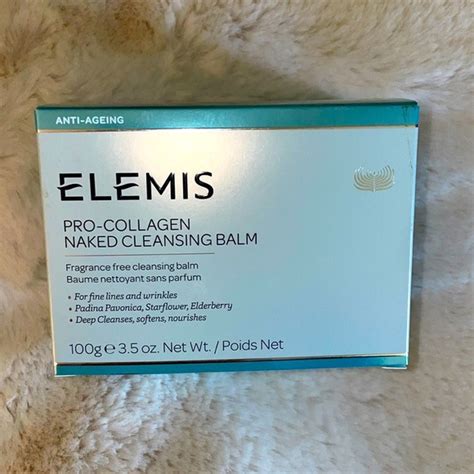 ANTI-AGEING
ELEMIS
PRO-COLLAGEN
NAKED CLEANSING BALM
Fragrance free cleansing balm
Baume nettoyant sans parfum
• For fine lines and wrinkles
• Padina Pavonica, Starflower, Elderberry
• Deep Cleanses, softens, nourishes
100g ℮ 3.5 oz. Net Wt. / Poids Net